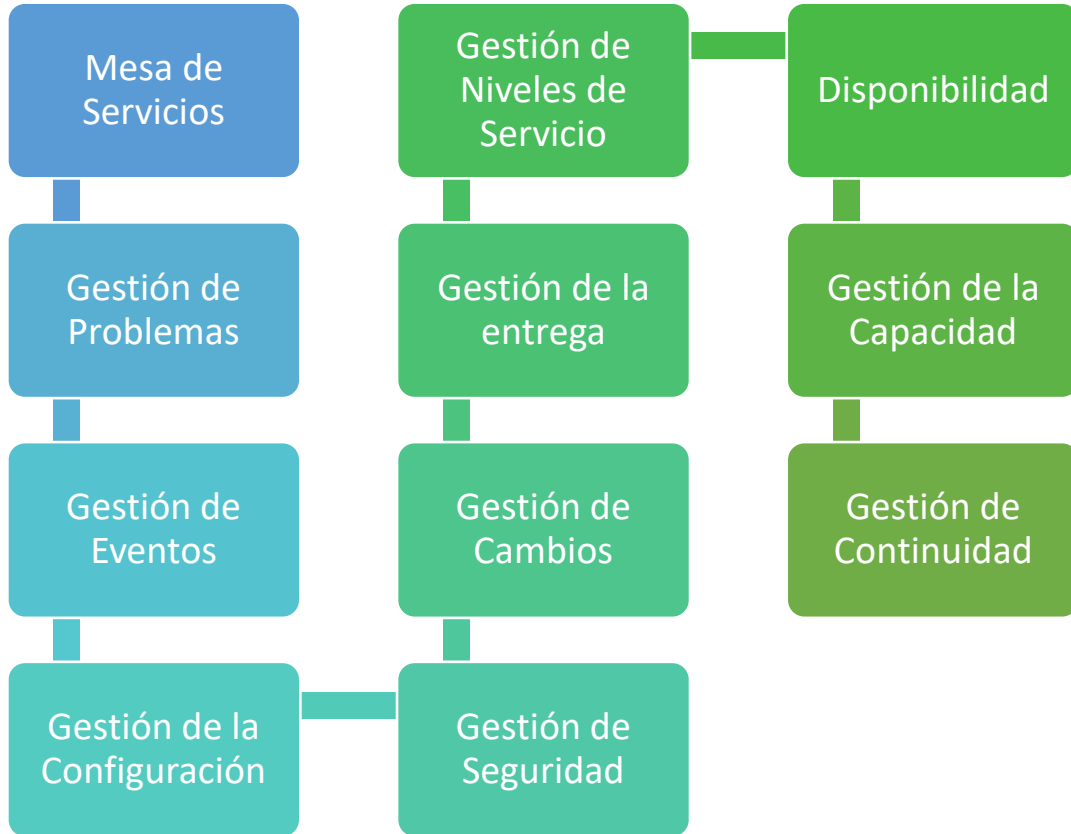 Mesa de
Servicios
Gestión de
Problemas
Gestión de
Eventos
Gestión de la
Configuración
Gestión de
Seguridad
Gestión de
Cambios
Gestión de la
entrega
Gestión de
Niveles de
Servicio
Disponibilidad
Gestión de la
Capacidad
Gestión de
Continuidad